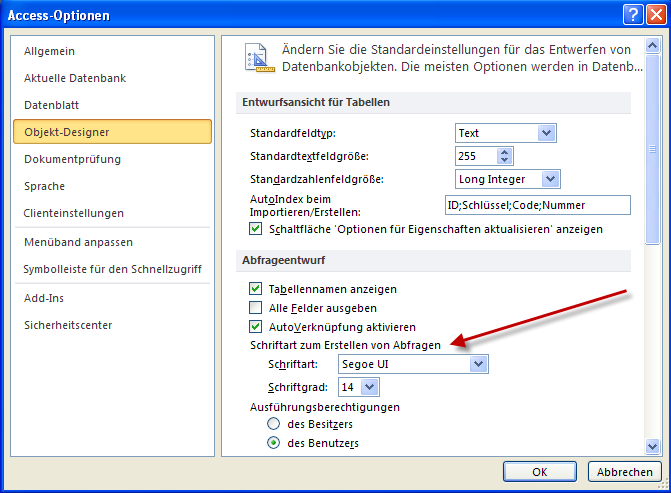 Access-Optionen
Allgemein
Aktuelle Datenbank
Datenblatt
Objekt-Designer
Dokumentprüfung
Sprache
Clienteinstellungen
Menüband anpassen
Symbolleiste für den Schnellzugriff
Add-Ins
Sicherheitscenter
Ändern Sie die Standardeinstellungen für das Entwerfen von
Datenbankobjekten. Die meisten Optionen werden in Datenb...
Entwurfsansicht für Tabellen
Standardfeldtyp: Text
Standardtextfeldgröße: 255
Standardzahlenfeldgröße: Long Integer
AutoIndex beim
Importieren/Erstellen: ID;Schlüssel;Code;Nummer
Schaltfläche 'Optionen für Eigenschaften aktualisieren' anzeigen
Abfrageentwurf
Tabellennamen anzeigen
Alle Felder ausgeben
AutoVerknüpfung aktivieren
Schriftart zum Erstellen von Abfragen
Schriftart: Segoe UI
Schriftgrad: 14
Ausführungsberechtigungen
des Besitzers
des Benutzers
OK Abbrechen